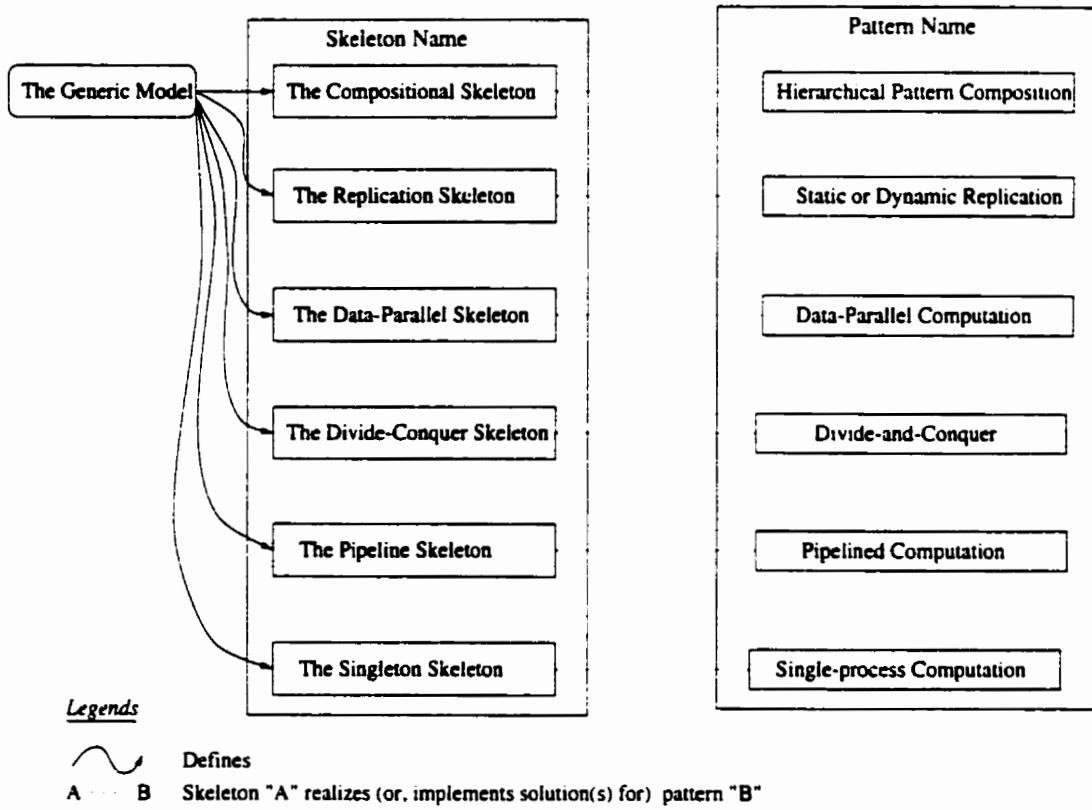 Skeleton Name
Pattern Name
The Generic Model
The Compositional Skeleton
Hierarchical Pattern Composition
The Replication Skeleton
Static or Dynamic Replication
The Data-Parallel Skeleton
Data-Parallel Computation
The Divide-Conquer Skeleton
Divide-and-Conquer
The Pipeline Skeleton
Pipelined Computation
The Singleton Skeleton
Single-process Computation
Legends
Defines
A B Skeleton "A" realizes (or, implements solution(s) for) pattern "B"